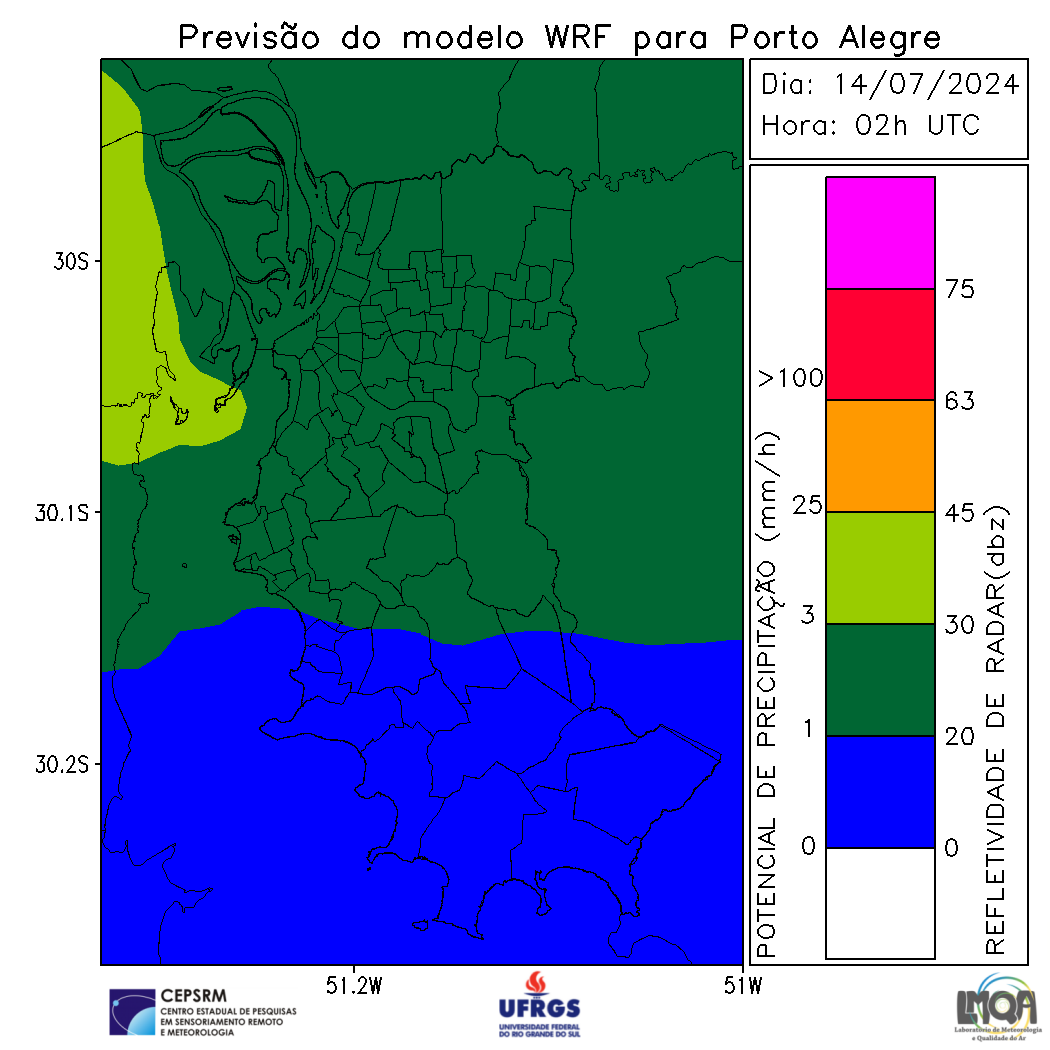 Previsão do modelo WRF para Porto Alegre
Dia: 14/07/2024
Hora: 02h UTC
30S
30.1S
30.2S
51.2W
51W
POTENCIAL DE PRECIPITAÇÃO (mm/h)
>100
25
3
1
0
75
63
45
30
20
0
REFLETIVIDADE DE RADAR(dbz)
CEPSRM
CENTRO ESTADUAL DE PESQUISAS
EM SENSORIAMENTO REMOTO
E METEOROLOGIA
UFRGS
UNIVERSIDADE FEDERAL
DO RIO GRANDE DO SUL
LMQA
Laboratório de Meteorologia
e Qualidade do Ar